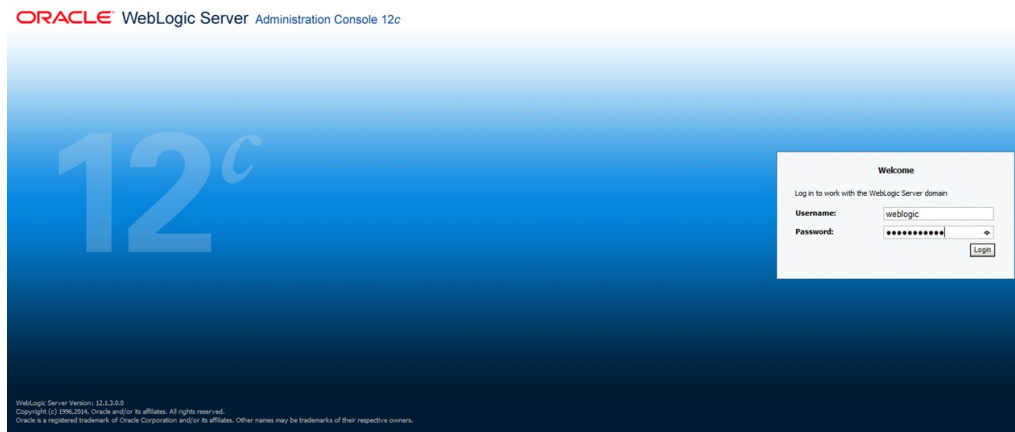 ORACLE WebLogic Server Administration Console 12c
12c
Welcome
Log in to work with the WebLogic Server domain
Username: weblogic
Password: ●●●●●●●●●●●
Login
WebLogic Server Version: 12.1.3.0.0
Copyright (c) 1996,2014, Oracle and/or its affiliates. All rights reserved.
Oracle is a registered trademark of Oracle Corporation and/or its affiliates. Other names may be trademarks of their respective owners.